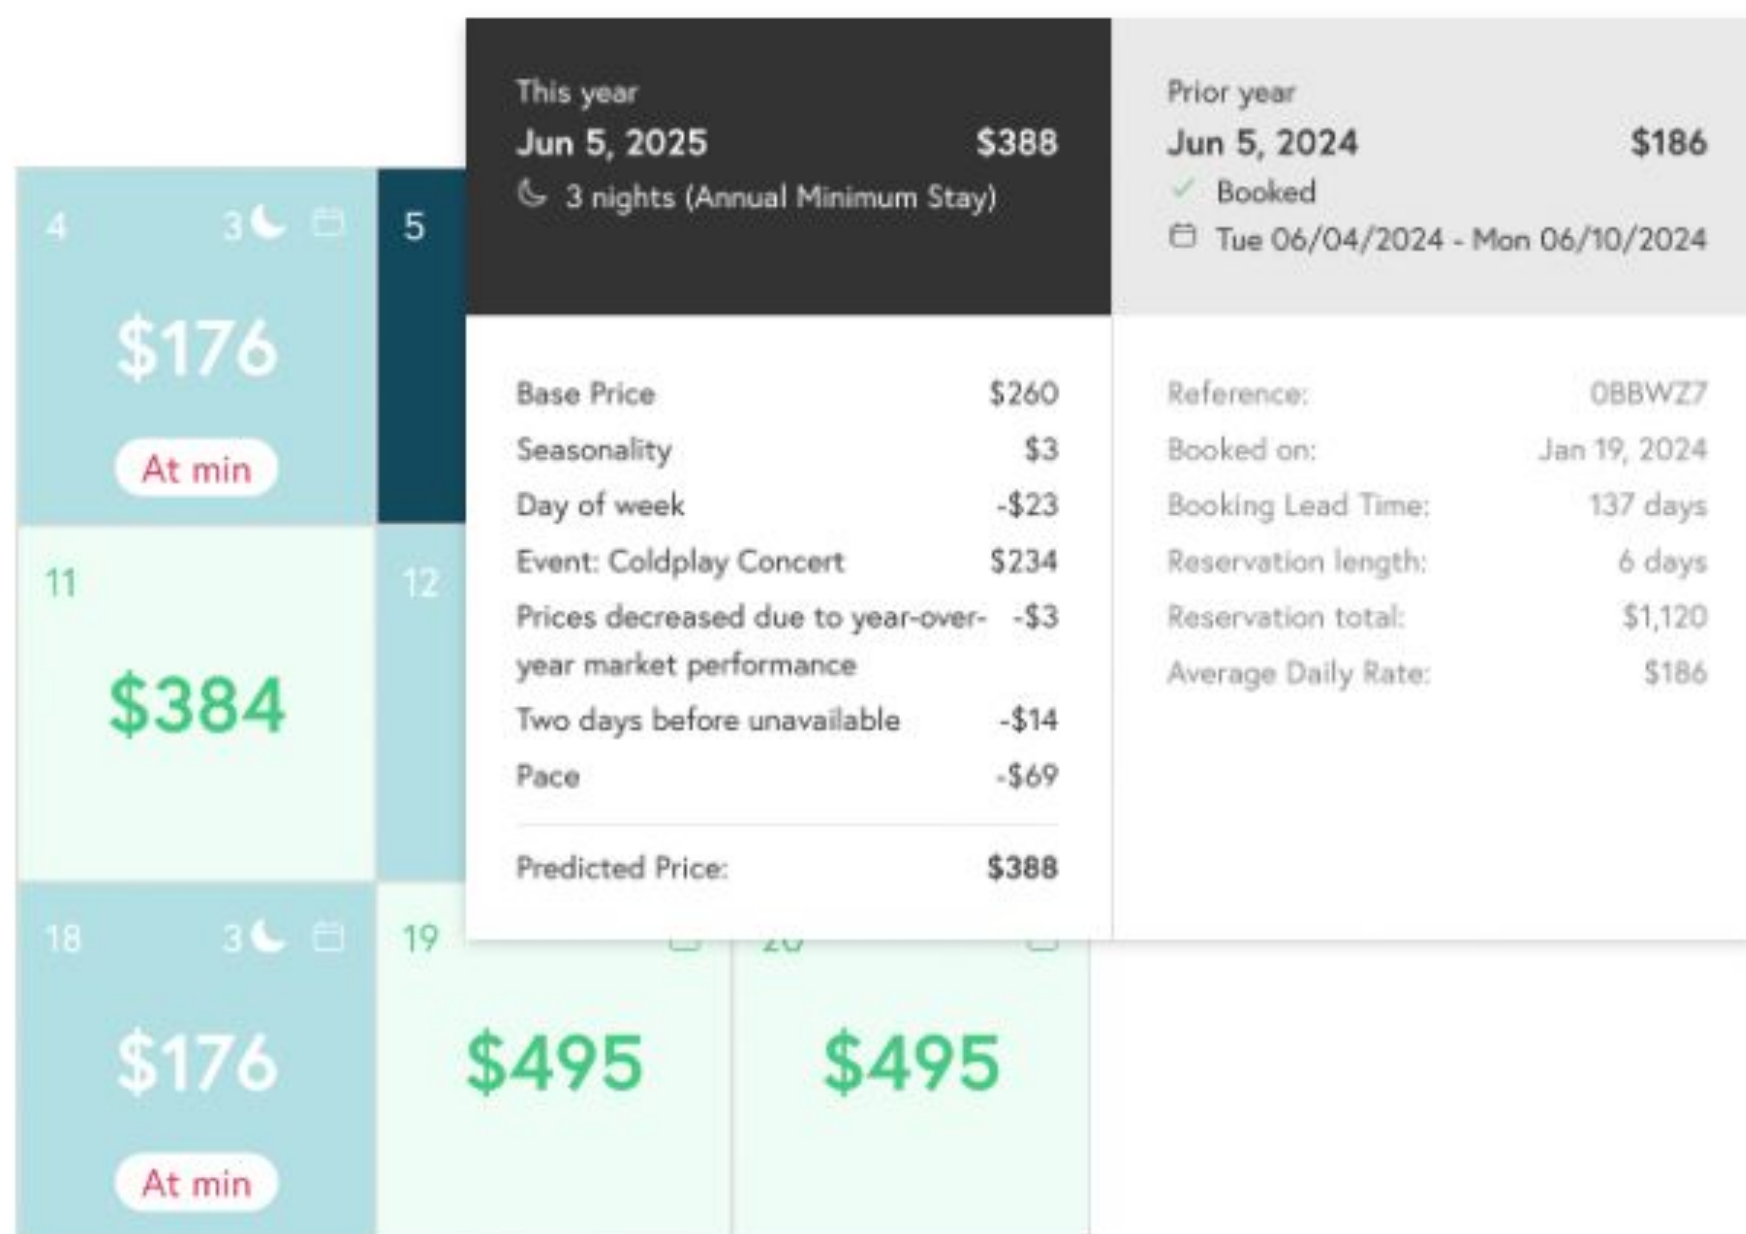 This year
Jun 5, 2025 $388
3 nights (Annual Minimum Stay)
Prior year
Jun 5, 2024 $186
Booked
Tue 06/04/2024 - Mon 06/10/2024
Base Price $260
Seasonality $3
Day of week -$23
Event: Coldplay Concert $234
Prices decreased due to year-over- -$3
year market performance
Two days before unavailable -$14
Pace -$69
Predicted Price: $388
Reference: 0BBWZ7
Booked on: Jan 19, 2024
Booking Lead Time: 137 days
Reservation length: 6 days
Reservation total: $1,120
Average Daily Rate: $186
4 3
$176
At min
5
11
$384
12
18 3
$176
At min
19
$495
20
$495